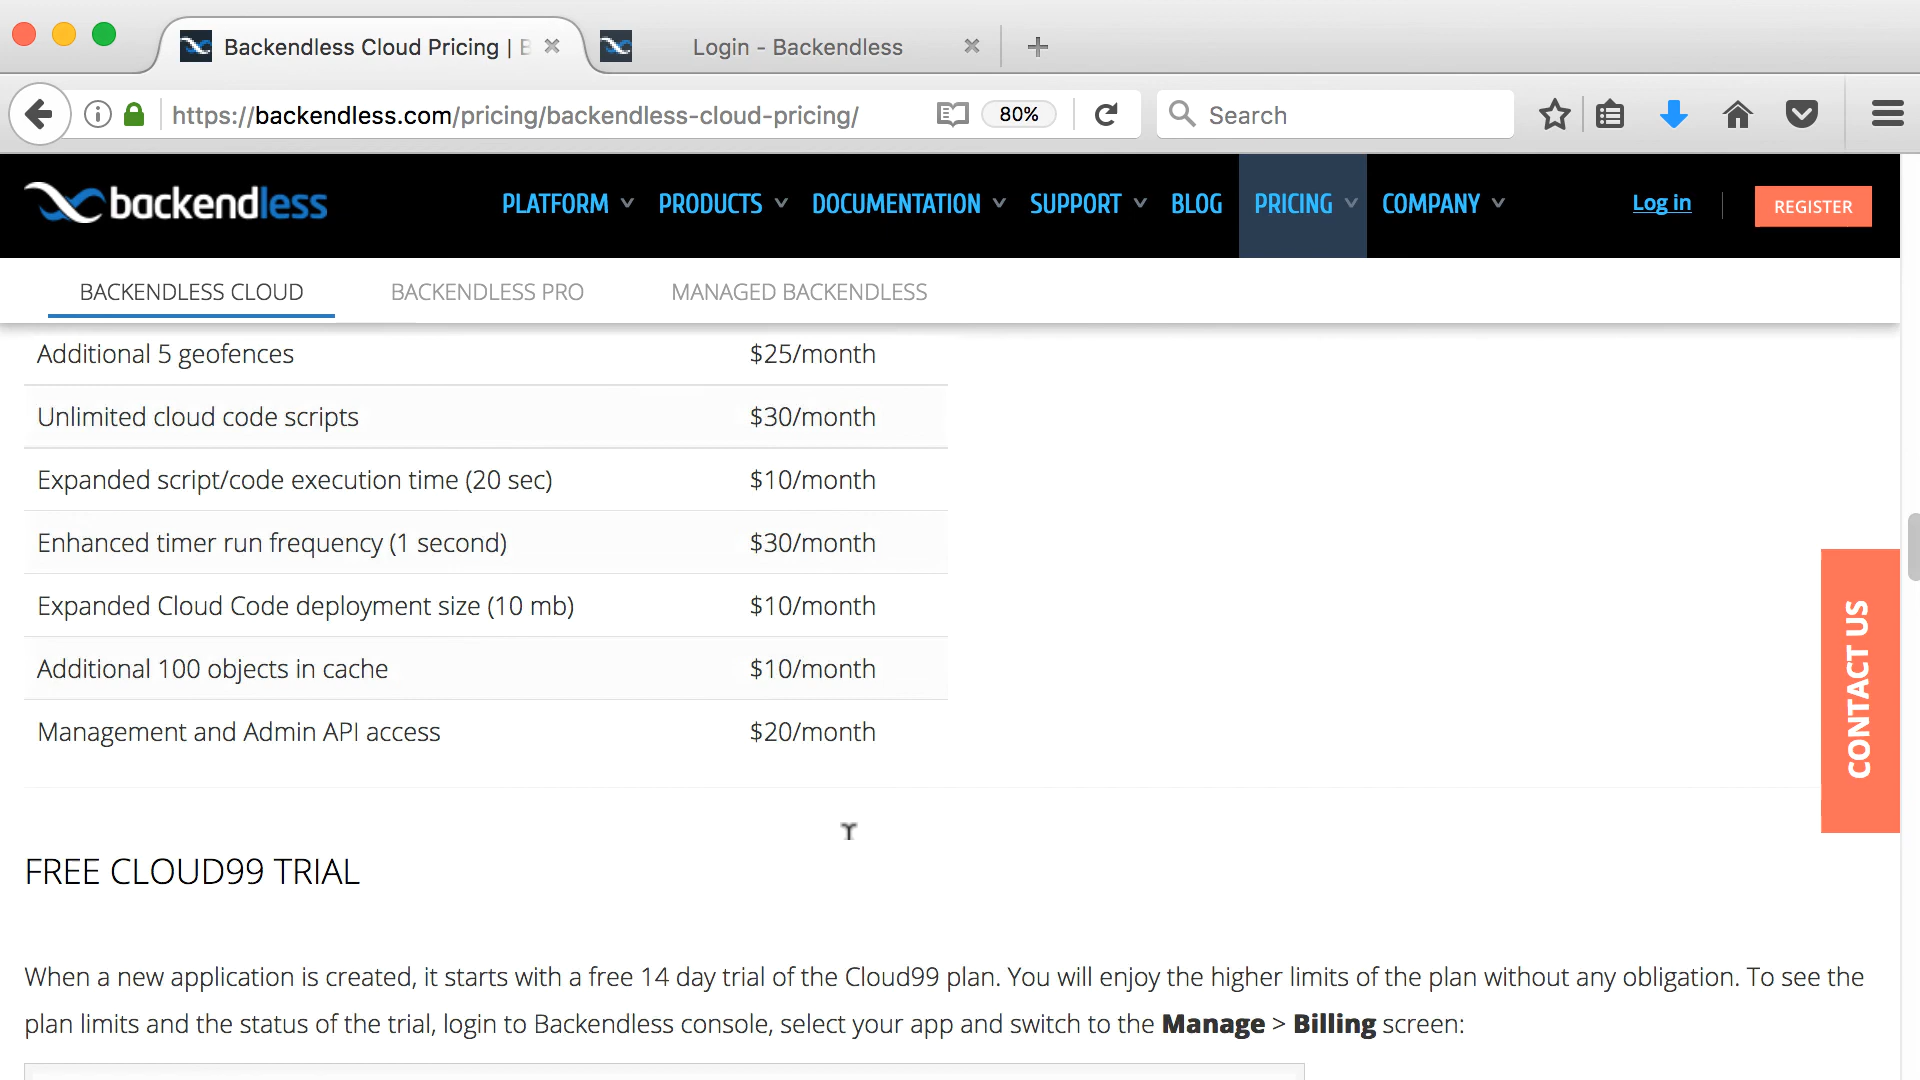 Backendless Cloud Pricing | B
Login - Backendless
https://backendless.com/pricing/backendless-cloud-pricing/
80%
Search
backendless
PLATFORM
PRODUCTS
DOCUMENTATION
SUPPORT
BLOG
PRICING
COMPANY
Log in
REGISTER
BACKENDLESS CLOUD
BACKENDLESS PRO
MANAGED BACKENDLESS
Additional 5 geofences $25/month
Unlimited cloud code scripts $30/month
Expanded script/code execution time (20 sec) $10/month
Enhanced timer run frequency (1 second) $30/month
Expanded Cloud Code deployment size (10 mb) $10/month
Additional 100 objects in cache $10/month
Management and Admin API access $20/month
CONTACT US
FREE CLOUD99 TRIAL
When a new application is created, it starts with a free 14 day trial of the Cloud99 plan. You will enjoy the higher limits of the plan without any obligation. To see the
plan limits and the status of the trial, login to Backendless console, select your app and switch to the Manage > Billing screen: